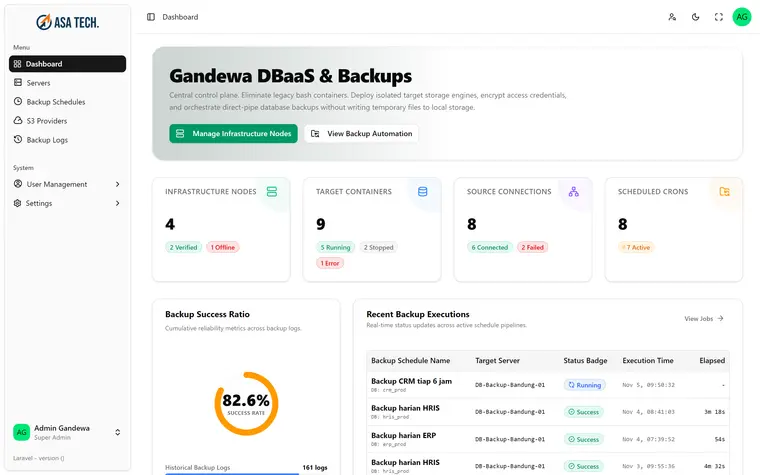 ASA TECH.
Menu
Dashboard
Servers
Backup Schedules
S3 Providers
Backup Logs
System
User Management
Settings
AG
Admin Gandewa
Super Admin
Laravel - version ()
Dashboard
AG
Gandewa DBaaS & Backups
Central control plane. Eliminate legacy bash containers. Deploy isolated target storage engines, encrypt access credentials,
and orchestrate direct-pipe database backups without writing temporary files to local storage.
Manage Infrastructure Nodes
View Backup Automation
INFRASTRUCTURE NODES
4
2 Verified
1 Offline
TARGET CONTAINERS
9
5 Running
2 Stopped
1 Error
SOURCE CONNECTIONS
8
6 Connected
2 Failed
SCHEDULED CRONS
8
7 Active
Backup Success Ratio
Cumulative reliability metrics across backup logs.
82.6%
SUCCESS RATE
Historical Backup Logs 161 logs
Recent Backup Executions
Real-time status updates across active schedule pipelines.
View Jobs
Backup Schedule Name Target Server Status Badge Execution Time Elapsed
Backup CRM tiap 6 jam DB-Backup-Bandung-01 Running Nov 5, 09:50:32 -
DB: crm_prod
Backup harian HRIS DB-Backup-Bandung-01 Success Nov 4, 08:41:03 3m 18s
DB: hris_prod
Backup harian ERP DB-Backup-Bandung-01 Success Nov 4, 07:39:52 54s
DB: erp_prod
Backup harian HRIS DB-Backup-Bandung-01 Success Nov 3, 09:55:36 4m 32s
DB: hris_prod